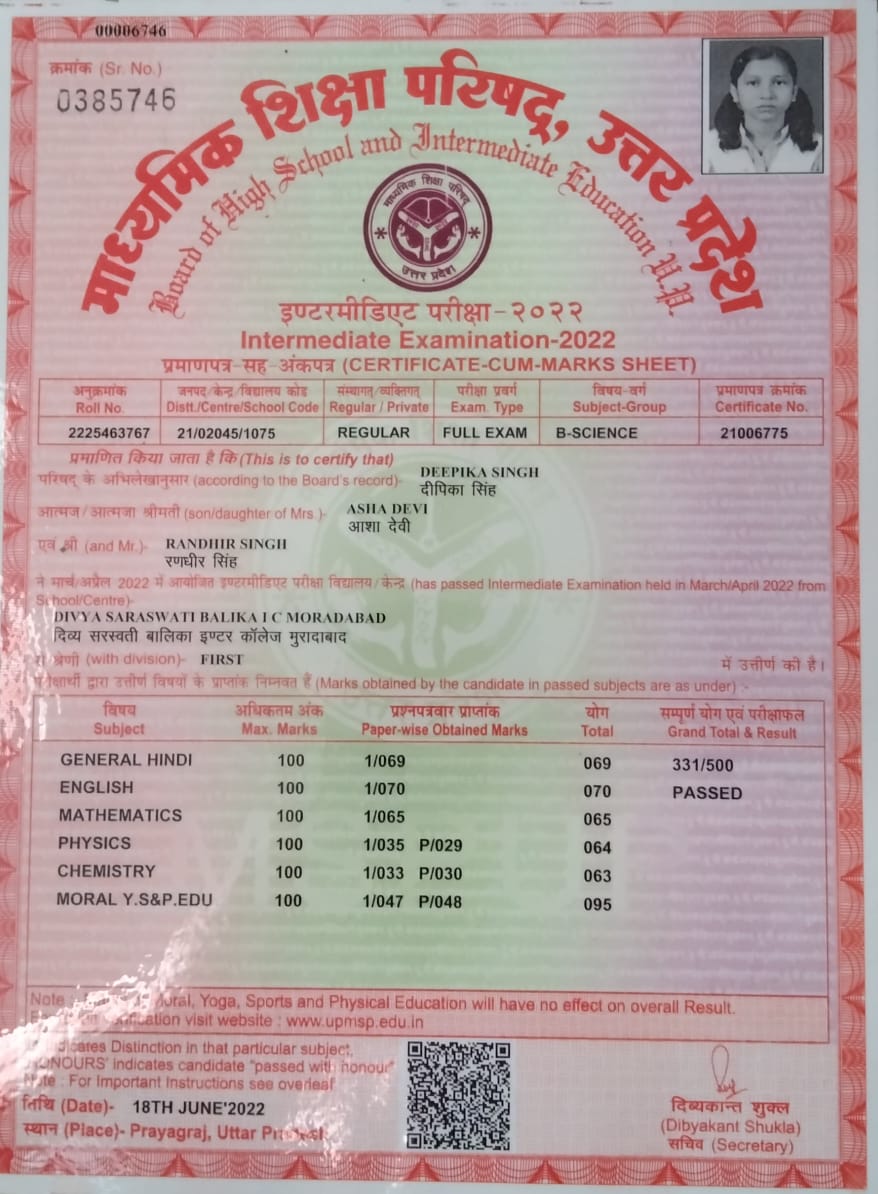 00006746
क्रमांक (Sr. No.)
0385746
माध्यमिक शिक्षा परिषद्, उत्तर प्रदेश
Board of High School and Intermediate Education U.P.
माध्यमिक शिक्षा परिषद्
उत्तर प्रदेश
इण्टरमीडिएट परीक्षा-२०२२
Intermediate Examination-2022
प्रमाणपत्र-सह-अंकपत्र (CERTIFICATE-CUM-MARKS SHEET)
अनुक्रमांक जनपद/केन्द्र/विद्यालय कोड संस्थागत/व्यक्तिगत परीक्षा प्रवर्ग विषय-वर्ग प्रमाणपत्र क्रमांक
Roll No. Distt./Centre/School Code Regular / Private Exam. Type Subject-Group Certificate No.
2225463767 21/02045/1075 REGULAR FULL EXAM B-SCIENCE 21006775
प्रमाणित किया जाता है कि (This is to certify that)
DEEPIKA SINGH
परिषद् के अभिलेखानुसार (according to the Board's record)-
दीपिका सिंह
ASHA DEVI
आत्मज/आत्मजा श्रीमती (son/daughter of Mrs.)-
आशा देवी
एवं श्री (and Mr.)- RANDHIR SINGH
रणधीर सिंह
ने मार्च/अप्रैल 2022 में आयोजित इण्टरमीडिएट परीक्षा विद्यालय/केन्द्र (has passed Intermediate Examination held in March/April 2022 from
School/Centre)-
DIVYA SARASWATI BALIKA I C MORADABAD
दिव्य सरस्वती बालिका इण्टर कॉलेज मुरादाबाद
श्रेणी (with division)- FIRST में उत्तीर्ण की है।
परीक्षार्थी द्वारा उत्तीर्ण विषयों के प्राप्तांक निम्नवत हैं (Marks obtained by the candidate in passed subjects are as under) :-
विषय अधिकतम अंक प्रश्नपत्रवार प्राप्तांक योग सम्पूर्ण योग एवं परीक्षाफल
Subject Max. Marks Paper-wise Obtained Marks Total Grand Total & Result
GENERAL HINDI 100 1/069 069 331/500
ENGLISH 100 1/070 070 PASSED
MATHEMATICS 100 1/065 065
PHYSICS 100 1/035 P/029 064
CHEMISTRY 100 1/033 P/030 063
MORAL Y.S&P.EDU 100 1/047 P/048 095
Note : Moral, Yoga, Sports and Physical Education will have no effect on overall Result.
visit website : www.upmsp.edu.in
indicates Distinction in that particular subject.
'HONOURS' indicates candidate "passed with honour"
Note : For Important Instructions see overleaf
तिथि (Date)- 18TH JUNE'2022
स्थान (Place)- Prayagraj, Uttar Pradesh
दिब्यकान्त शुक्ल
(Dibyakant Shukla)
सचिव (Secretary)